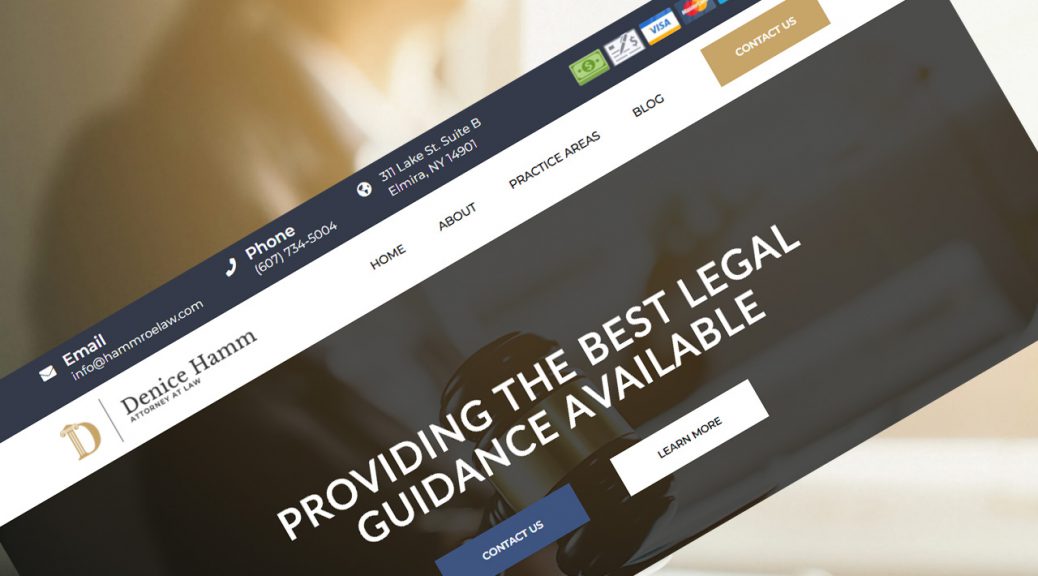 Email
info@hammroelaw.com
Phone
(607) 734-5004
311 Lake St. Suite B
Elmira, NY 14901
$
$
VISA
D
Denice Hamm
ATTORNEY AT LAW
HOME
ABOUT
PRACTICE AREAS
BLOG
CONTACT US
PROVIDING THE BEST LEGAL
GUIDANCE AVAILABLE
CONTACT US
LEARN MORE